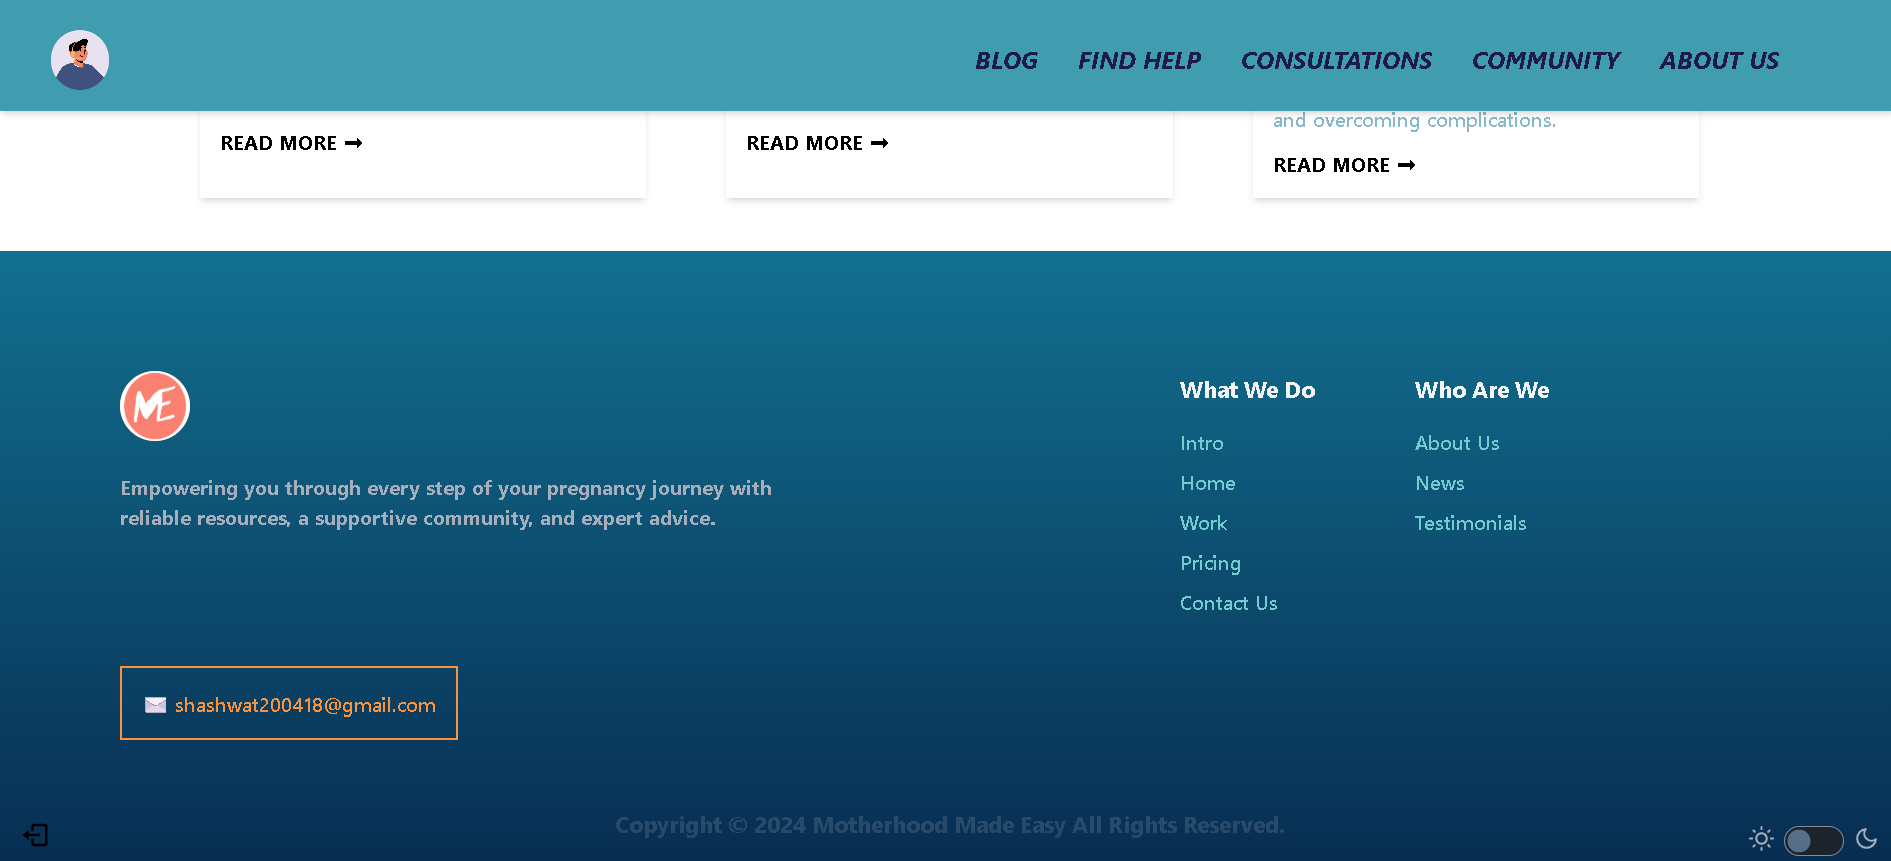 BLOG FIND HELP CONSULTATIONS COMMUNITY ABOUT US
and overcoming complications.
READ MORE ➞
READ MORE ➞
READ MORE ➞
ME
Empowering you through every step of your pregnancy journey with
reliable resources, a supportive community, and expert advice.
What We Do
Intro
Home
Work
Pricing
Contact Us
Who Are We
About Us
News
Testimonials
shashwat200418@gmail.com
Copyright © 2024 Motherhood Made Easy All Rights Reserved.